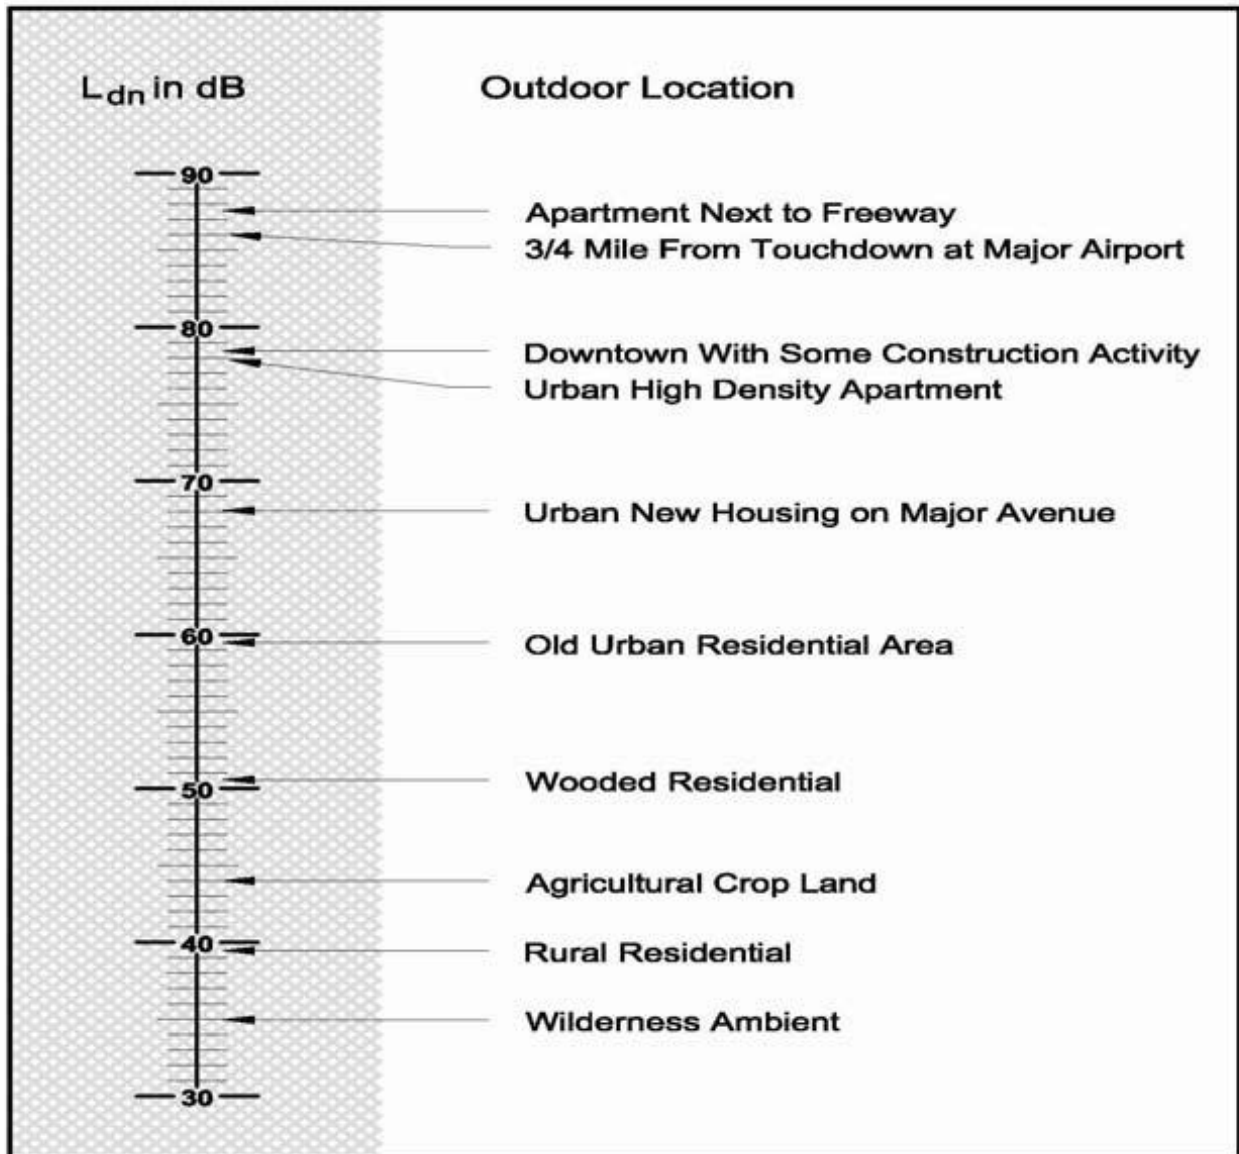 Ldn in dB Outdoor Location
90
Apartment Next to Freeway
3/4 Mile From Touchdown at Major Airport
80
Downtown With Some Construction Activity
Urban High Density Apartment
70
Urban New Housing on Major Avenue
60
Old Urban Residential Area
Wooded Residential
50
Agricultural Crop Land
40
Rural Residential
Wilderness Ambient
30